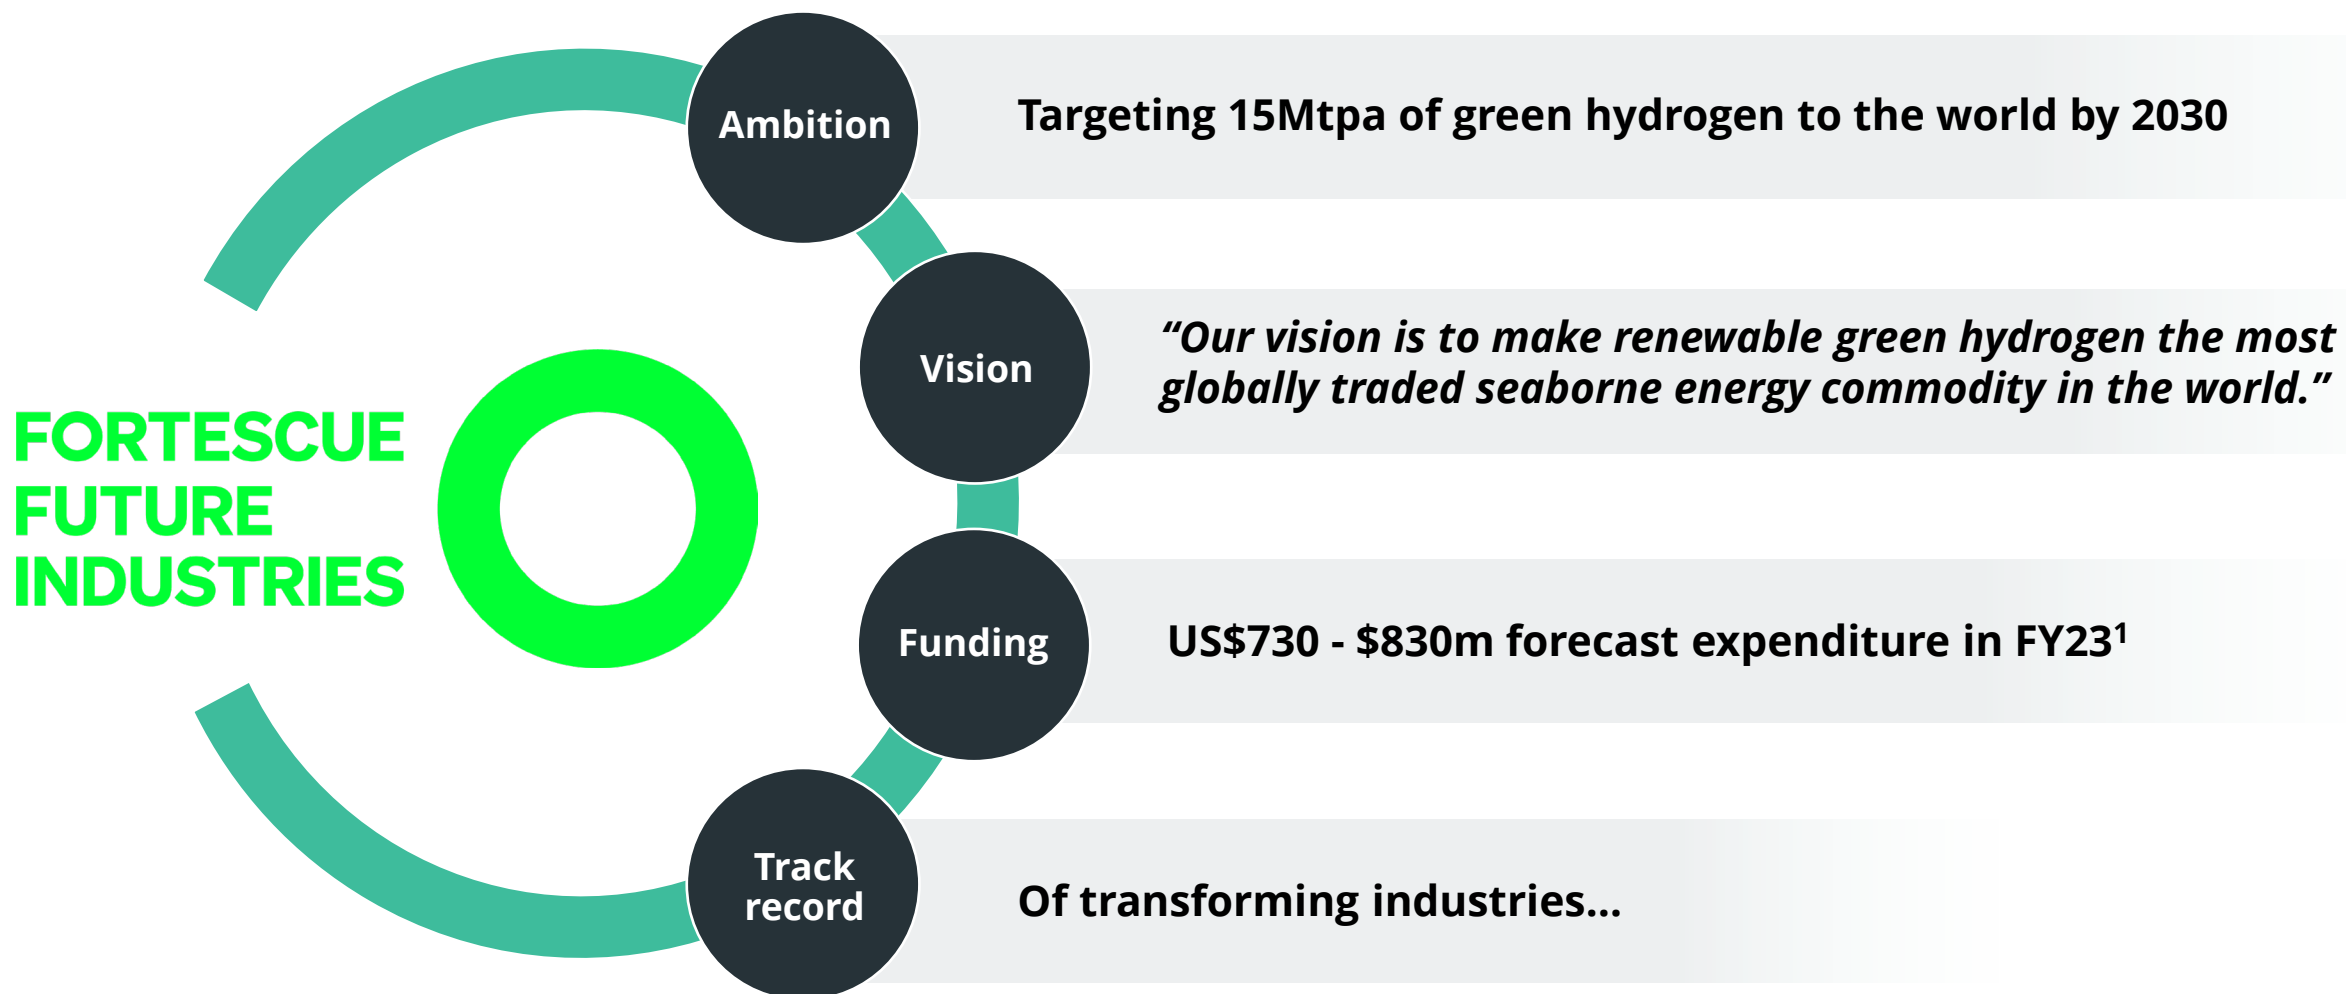 FORTESCUE
FUTURE
INDUSTRIES
Ambition
Targeting 15Mtpa of green hydrogen to the world by 2030
Vision
“Our vision is to make renewable green hydrogen the most
globally traded seaborne energy commodity in the world.”
Funding
US$730 - $830m forecast expenditure in FY23¹
Track
record
Of transforming industries...